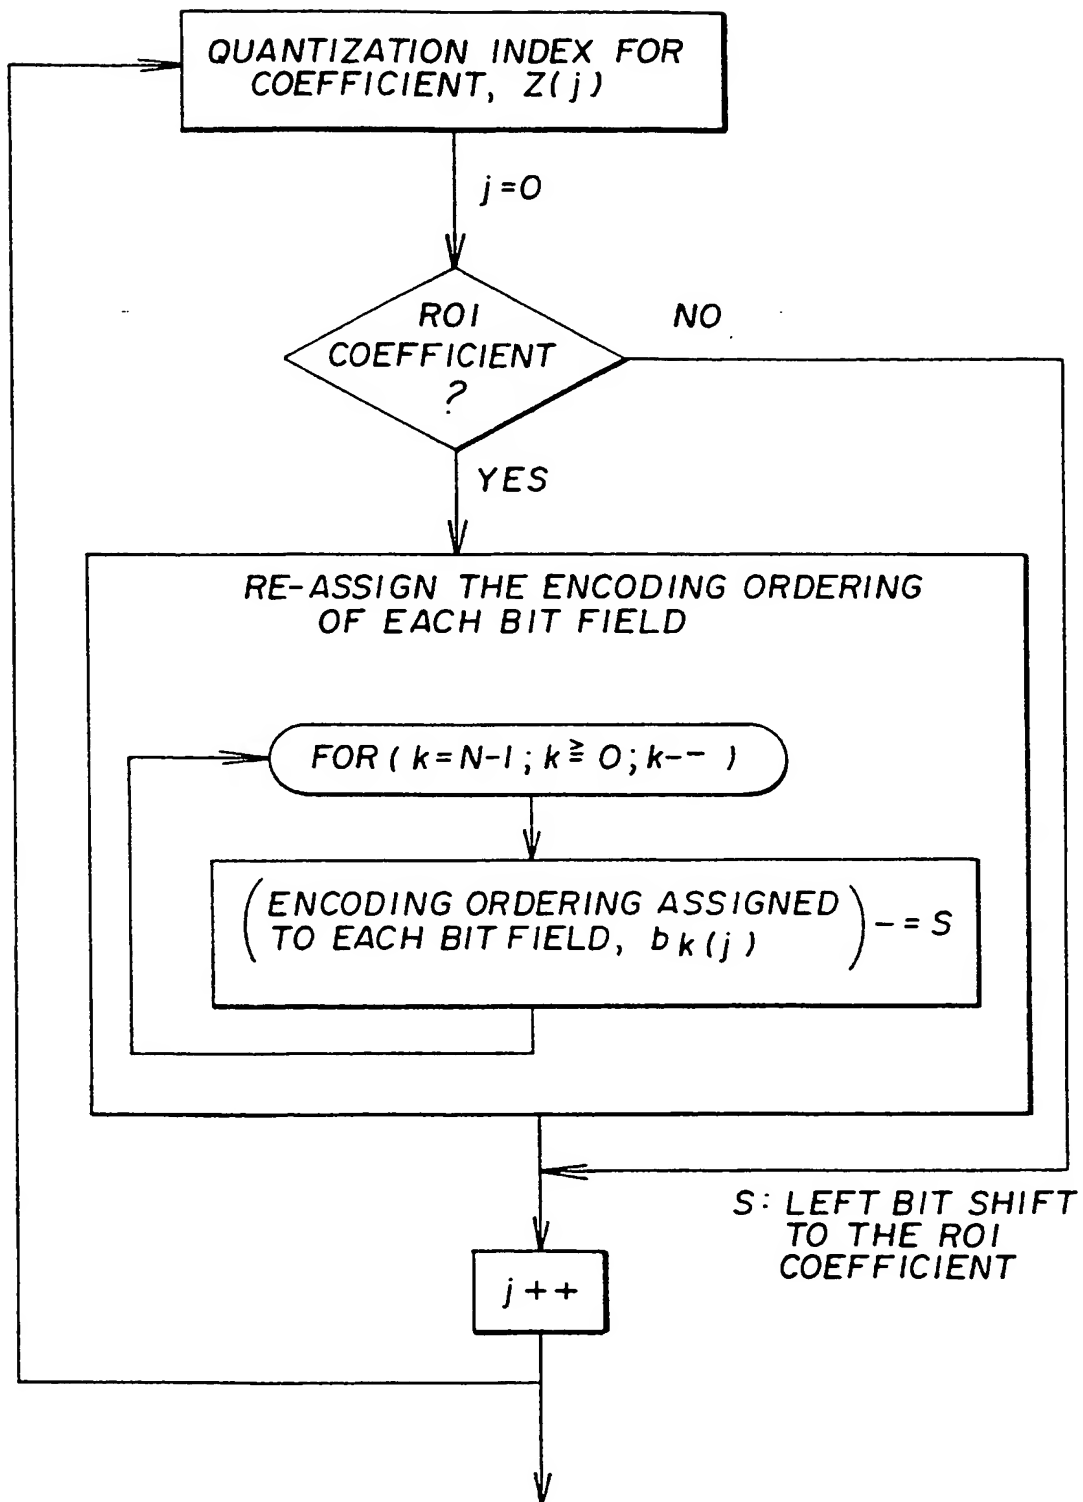 QUANTIZATION INDEX FOR
COEFFICIENT, Z(j)
j=0
ROI
COEFFICIENT
?
NO
YES
RE-ASSIGN THE ENCODING ORDERING
OF EACH BIT FIELD
FOR ( k=N-1 ; k≧0 ; k-- )
(ENCODING ORDERING ASSIGNED
TO EACH BIT FIELD, bk(j)) -= S
S: LEFT BIT SHIFT
TO THE ROI
COEFFICIENT
j++